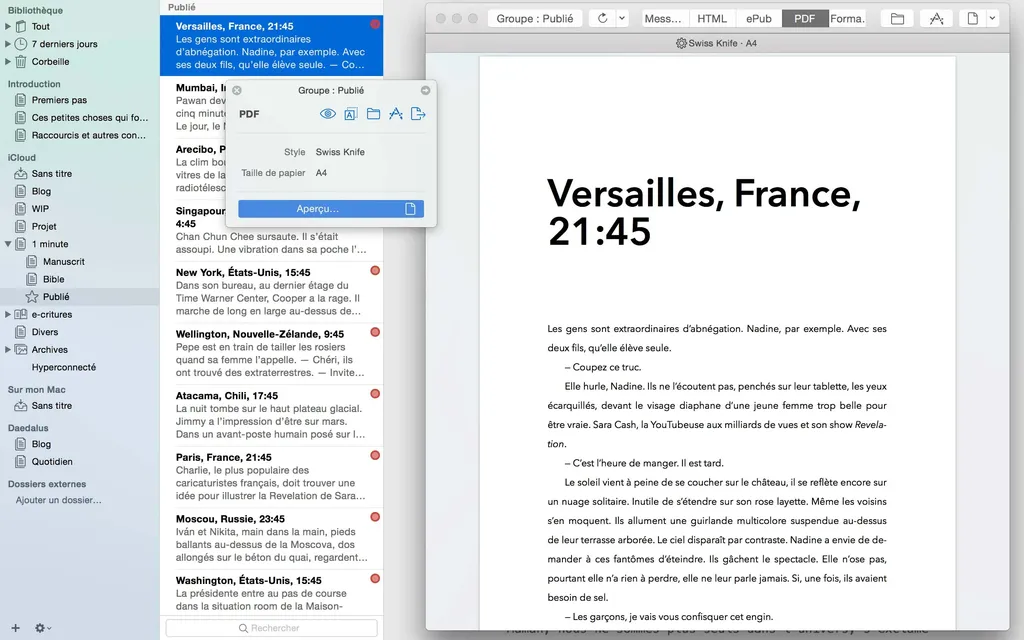 Bibliothèque
Tout
7 derniers jours
Corbeille
Introduction
Premiers pas
Ces petites choses qui fo...
Raccourcis et autres con...
iCloud
Sans titre
Blog
WIP
Projet
1 minute
Manuscrit
Bible
Publié
e-critures
Divers
Archives
Hyperconnecté
Sur mon Mac
Sans titre
Daedalus
Blog
Quotidien
Dossiers externes
Ajouter un dossier...
Publié
Versailles, France, 21:45
Les gens sont extraordinaires
d'abnégation. Nadine, par exemple. Avec
ses deux fils, qu'elle élève seule. — Co...
Mumbai,
Pawan dev
cinq minute
Le jour, le
Arecibo, P
La clim bo
vitres de la
radiotéles
Singapour
4:45
Chan Chun Chee sursaute. Il s'était
assoupi. Une vibration dans sa poche l'...
New York, États-Unis, 15:45
Dans son bureau, au dernier étage du
Time Warner Center, Cooper a la rage. Il
marche de long en large au-dessus de...
Wellington, Nouvelle-Zélande, 9:45
Pepe est en train de tailler les rosiers
quand sa femme l'appelle. — Chéri, ils
ont trouvé des extraterrestres. — Invite...
Atacama, Chili, 17:45
La nuit tombe sur le haut plateau glacial.
Jimmy a l'impression d'être sur mars.
Dans un avant-poste humain posé sur l...
Paris, France, 21:45
Charlie, le plus populaire des
caricaturistes français, doit trouver une
idée pour illustrer la Revelation de Sara...
Moscou, Russie, 23:45
Iván et Nikita, main dans la main, pieds
ballants au-dessus de la Moscova, dos
allongés sur le béton du quai, regardent...
Washington, États-Unis, 15:45
La présidente entre au pas de course
dans la situation room de la Maison-
Rechercher
Groupe : Publié
PDF
Style Swiss Knife
Taille de papier A4
Aperçu...
Groupe : Publié
Mess... HTML ePub PDF Forma.
Swiss Knife - A4
Versailles, France,
21:45
Les gens sont extraordinaires d'abnégation. Nadine, par exemple. Avec ses
deux fils, qu'elle élève seule.
– Coupez ce truc.
Elle hurle, Nadine. Ils ne l'écoutent pas, penchés sur leur tablette, les yeux
écarquillés, devant le visage diaphane d'une jeune femme trop belle pour
être vraie. Sara Cash, la YouTubeuse aux milliards de vues et son show Revela-
tion.
– C'est l'heure de manger. Il est tard.
Le soleil vient à peine de se coucher sur le château, il se reflète encore sur
un nuage solitaire. Inutile de s'étendre sur son rose layette. Même les voisins
s'en moquent. Ils allument une guirlande multicolore suspendue au-dessus
de leur terrasse arborée. Le ciel disparaît par contraste. Nadine a envie de de-
mander à ces fantômes d'éteindre. Ils gâchent le spectacle. Elle n'ose pas,
pourtant elle n'a rien à perdre, elle ne leur parle jamais. Si, une fois, ils avaient
besoin de sel.
– Les garçons, je vais vous confisquer cet engin.